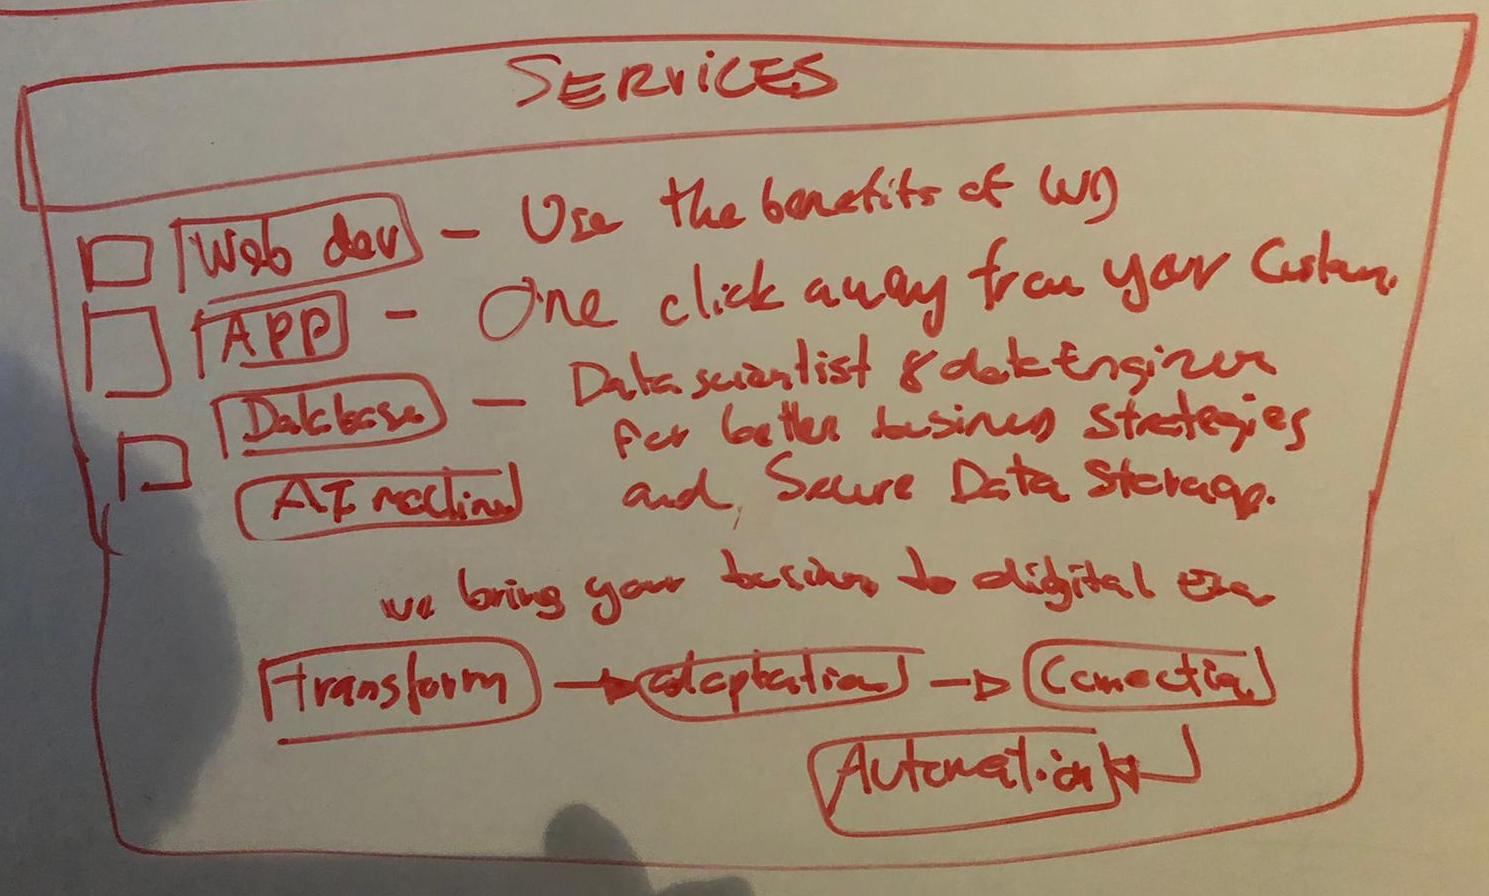 SERViCES
Web dev - Use the benefits of WD
APP - One click away from your Custom.
Database - Data scientist & data Engineer
for better business strategies
AI and, Secure Data Storage.
we bring your business to digital era
transform → adaptation → Connection
Automation